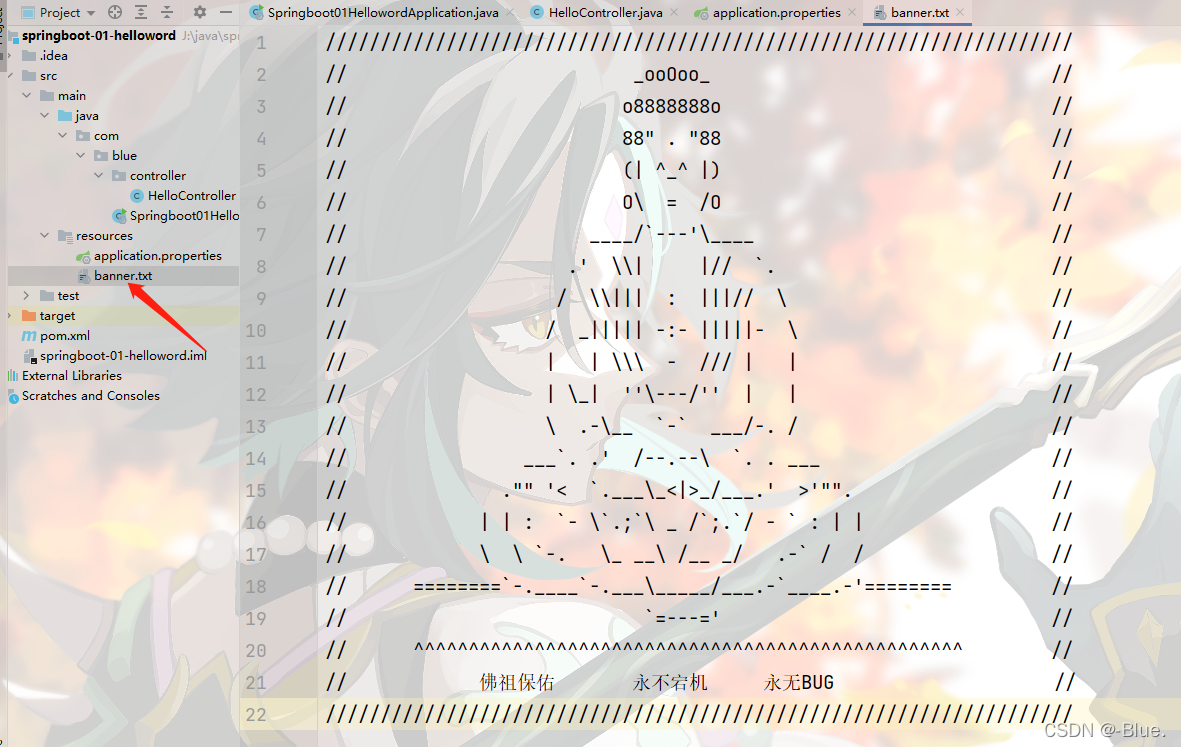 Project
Springboot01HellowordApplication.java
HelloController.java
application.properties
banner.txt
springboot-01-helloword J:\java\spi
.idea
src
main
java
com
blue
controller
HelloController
Springboot01Hello
resources
application.properties
banner.txt
test
target
pom.xml
springboot-01-helloword.iml
External Libraries
Scratches and Consoles
1 ////////////////////////////////////////////////////////////////////
2 //                          _ooOoo_                               //
3 //                         o8888888o                              //
4 //                         88" . "88                              //
5 //                         (| ^_^ |)                              //
6 //                         O\  =  /O                              //
7 //                      ____/`---'\____                           //
8 //                    .'  \\|     |//  `.                         //
9 //                   /  \\|||  :  |||//  \                        //
10 //                  /  _||||| -:- |||||-  \                       //
11 //                  |   | \\\  -  /// |   |                       //
12 //                  | \_|  ''\---/''  |   |                       //
13 //                  \  .-\__  `-`  ___/-. /                       //
14 //                ___`. .'  /--.--\  `. . ___                     //
15 //              ."" '<  `.___\_<|>_/___.'  >'"".                  //
16 //            | | :  `- \`.;`\ _ /`;.`/ - ` : | |                 //
17 //            \  \ `-.   \_ __\ /__ _/   .-` /  /                 //
18 //      ========`-.____`-.___\_____/___.-`____.-'========         //
19 //                           `=---='                              //
20 //      ^^^^^^^^^^^^^^^^^^^^^^^^^^^^^^^^^^^^^^^^^^^^^^^^^^        //
21 //            佛祖保佑       永不宕机     永无BUG                    //
22 ////////////////////////////////////////////////////////////////////
CSDN @-Blue.